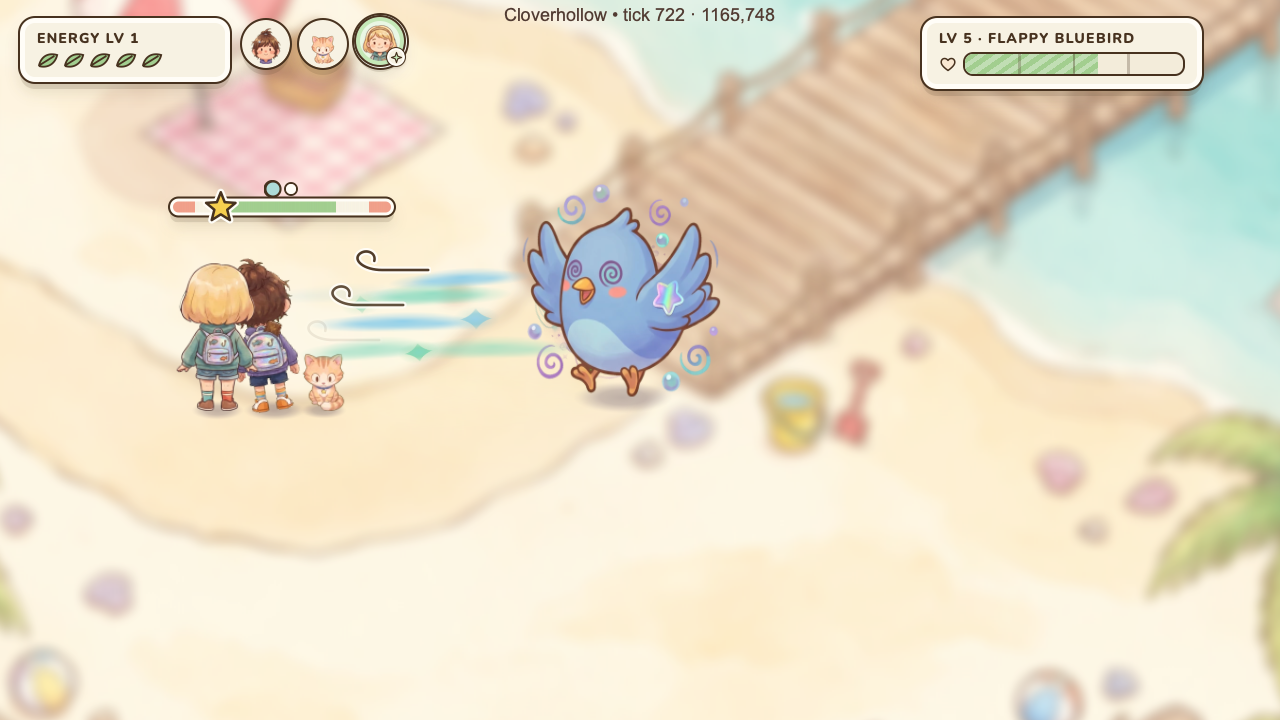 Cloverhollow • tick 722 · 1165,748
ENERGY LV 1
LV 5 · FLAPPY BLUEBIRD